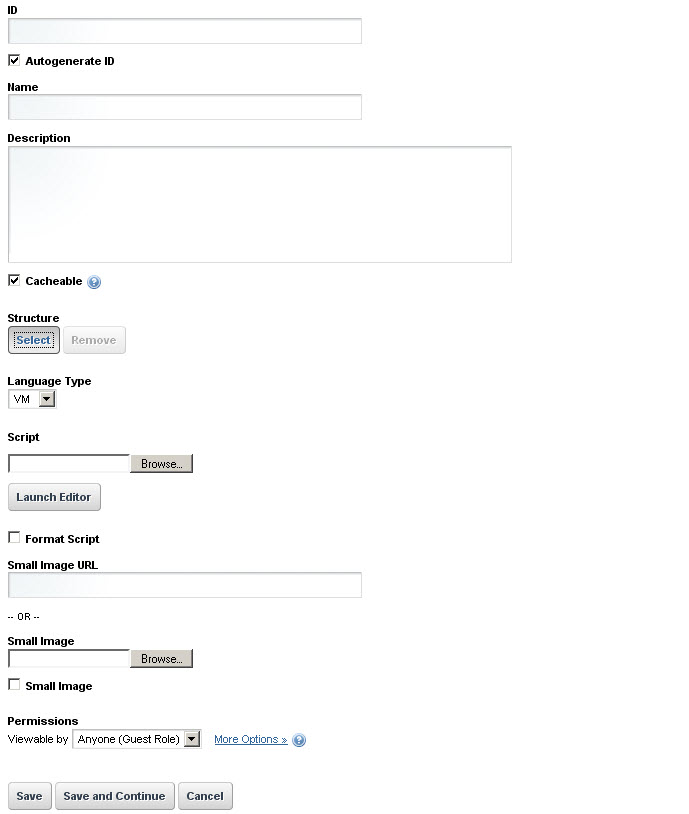 ID
Autogenerate ID
Name
Description
Cacheable ?
Structure
Select Remove
Language Type
VM
Script
Browse...
Launch Editor
Format Script
Small Image URL
-- OR --
Small Image
Browse...
Small Image
Permissions
Viewable by Anyone (Guest Role) More Options » ?
Save Save and Continue Cancel